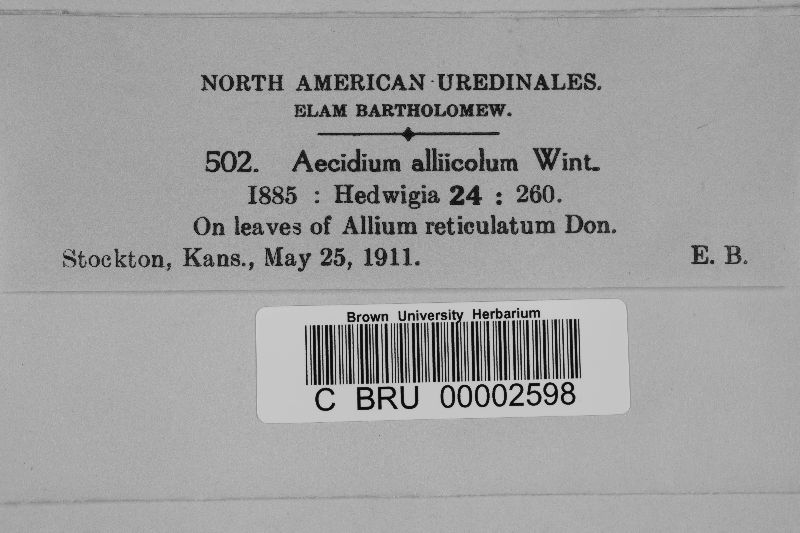 NORTH AMERICAN UREDINALES.
ELAM BARTHOLOMEW.
502. Aecidium alliicolum Wint.
1885 : Hedwigia 24 : 260.
On leaves of Allium reticulatum Don.
Stockton, Kans., May 25, 1911. E. B.
Brown University Herbarium
C BRU 00002598